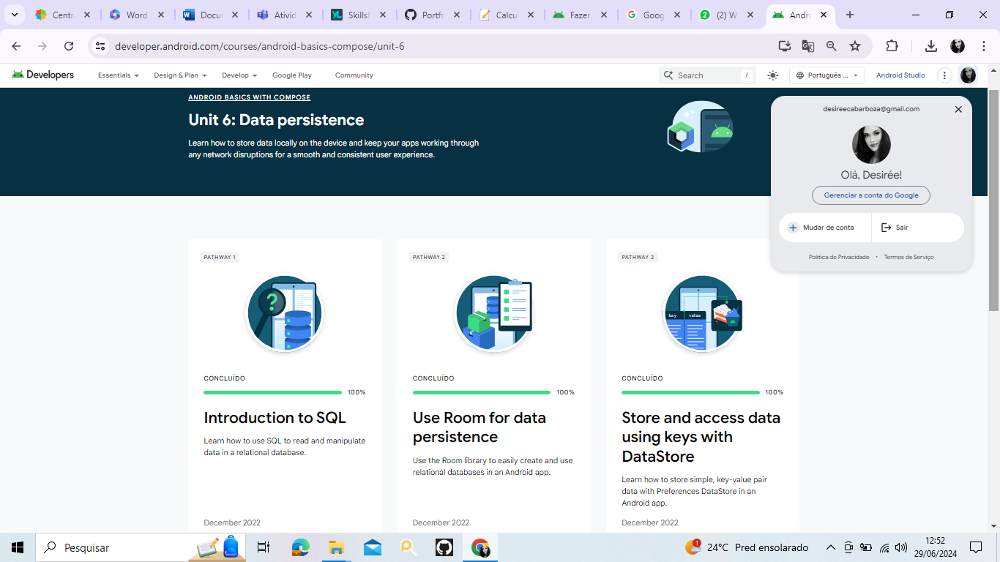 Centr
Word
Docu
Ativid
SkillsB
Portfo
Calcu
Fazer
Goog
(2) W
Andro
developer.android.com/courses/android-basics-compose/unit-6
Developers
Essentials
Design & Plan
Develop
Google Play
Community
Search
/
Português ...
Android Studio
ANDROID BASICS WITH COMPOSE
Unit 6: Data persistence
Learn how to store data locally on the device and keep your apps working through
any network disruptions for a smooth and consistent user experience.
desireecabarboza@gmail.com
Olá, Desirée!
Gerenciar a conta do Google
Mudar de conta
Sair
Política de Privacidade • Termos de Serviço
PATHWAY 1
?
CONCLUÍDO
100%
Introduction to SQL
Learn how to use SQL to read and manipulate
data in a relational database.
December 2022
PATHWAY 2
CONCLUÍDO
100%
Use Room for data
persistence
Use the Room library to easily create and use
relational databases in an Android app.
December 2022
PATHWAY 3
key value
CONCLUÍDO
100%
Store and access data
using keys with
DataStore
Learn how to store simple, key-value pair
data with Preferences DataStore in an
Android app.
December 2022
Pesquisar
1
24°C Pred ensolarado
12:52
29/06/2024